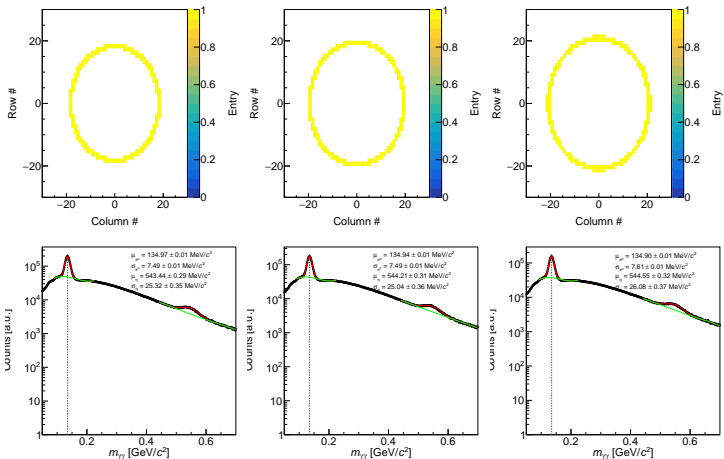 Row # 20 0 −20 −20 0 20 Column # 1 0.8 0.6 0.4 0.2 0 Entry
Row # 20 0 −20 −20 0 20 Column # 1 0.8 0.6 0.4 0.2 0 Entry
Row # 20 0 −20 −20 0 20 Column # 1 0.8 0.6 0.4 0.2 0 Entry
Counts [a.u.]
10⁵
10⁴
10³
10²
10
1
μπ⁰ = 134.97 ± 0.01 MeV/c²
σπ⁰ = 7.49 ± 0.01 MeV/c²
μη = 543.44 ± 0.29 MeV/c²
ση = 25.32 ± 0.35 MeV/c²
0.2 0.4 0.6
mγγ [GeV/c²]
Counts [a.u.]
10⁵
10⁴
10³
10²
10
1
μπ⁰ = 134.94 ± 0.01 MeV/c²
σπ⁰ = 7.49 ± 0.01 MeV/c²
μη = 544.21 ± 0.31 MeV/c²
ση = 25.04 ± 0.36 MeV/c²
0.2 0.4 0.6
mγγ [GeV/c²]
Counts [a.u.]
10⁵
10⁴
10³
10²
10
1
μπ⁰ = 134.90 ± 0.01 MeV/c²
σπ⁰ = 7.61 ± 0.01 MeV/c²
μη = 544.55 ± 0.32 MeV/c²
ση = 26.08 ± 0.37 MeV/c²
0.2 0.4 0.6
mγγ [GeV/c²]